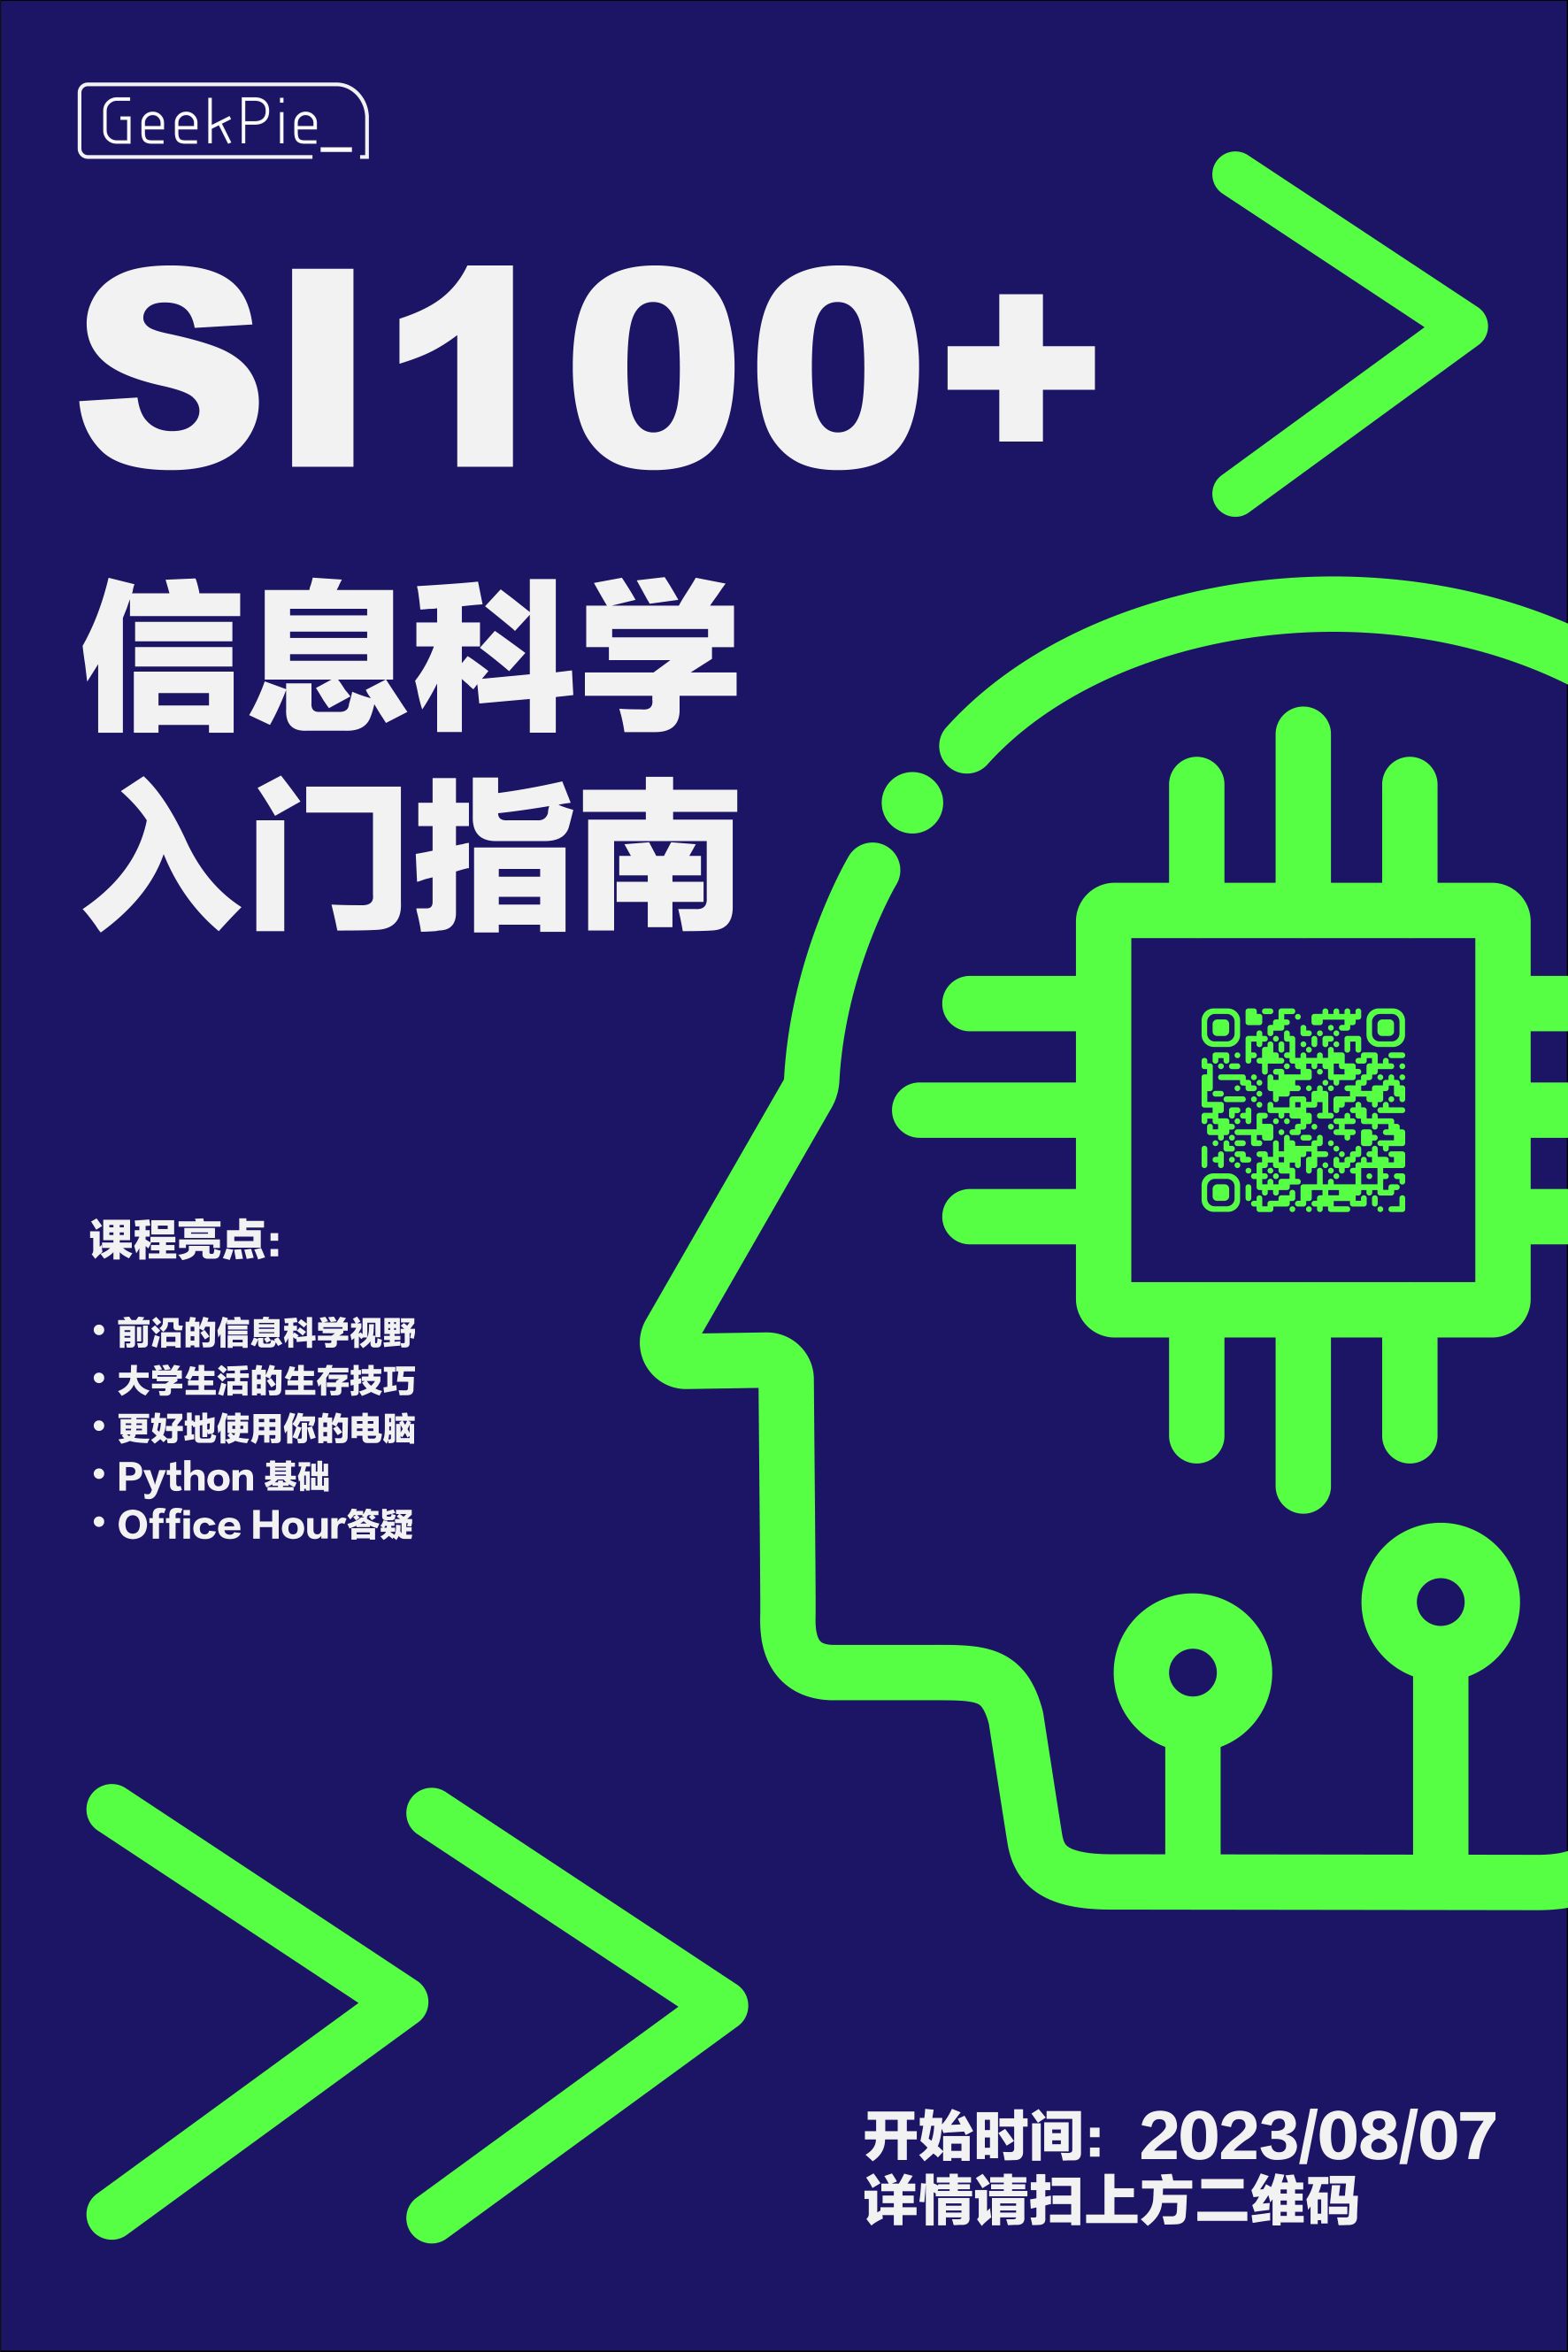 GeekPie_
SI100+
信息科学
入门指南
课程亮点:
• 前沿的信息科学视野
• 大学生活的生存技巧
• 更好地使用你的电脑
• Python 基础
• Office Hour答疑
开始时间: 2023/08/07
详情请扫上方二维码